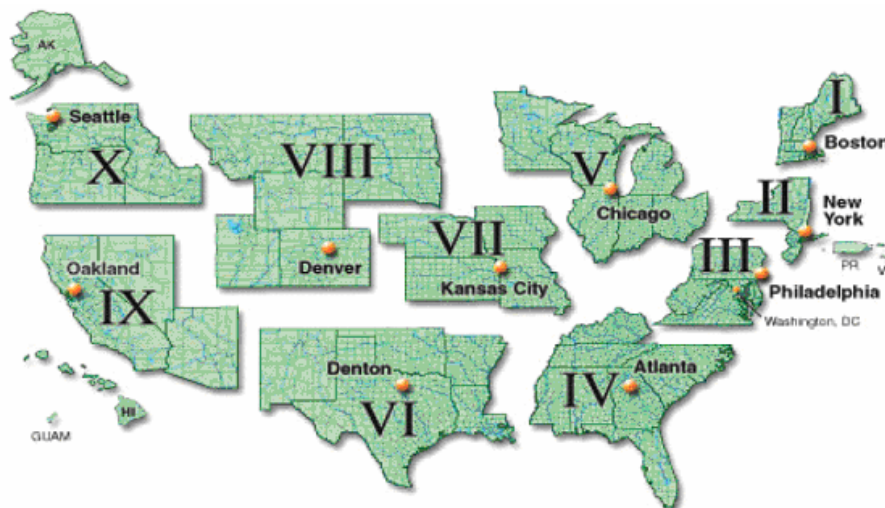 AK
Seattle
X
VIII
V
I
Boston
Chicago
II
New
York
Oakland
IX
Denver
VII
Kansas City
III
PR
Philadelphia
Washington, DC
Denton
VI
IV
Atlanta
HI
GUAM